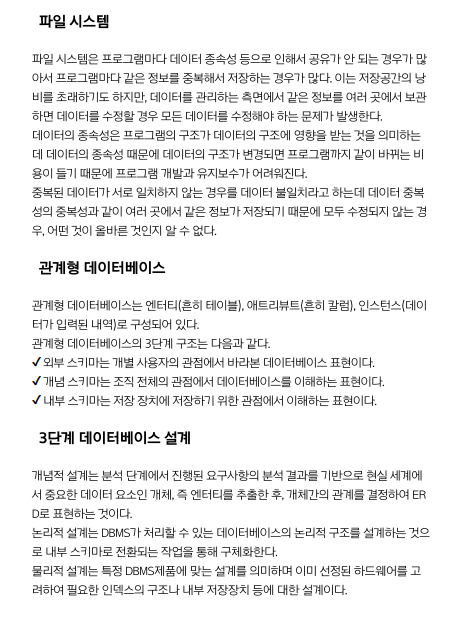 파일 시스템
파일 시스템은 프로그램마다 데이터 종속성 등으로 인해서 공유가 안 되는 경우가 많
아서 프로그램마다 같은 정보를 중복해서 저장하는 경우가 많다. 이는 저장공간의 낭
비를 초래하기도 하지만, 데이터를 관리하는 측면에서 같은 정보를 여러 곳에서 보관
하면 데이터를 수정할 경우 모든 데이터를 수정해야 하는 문제가 발생한다.
데이터의 종속성은 프로그램의 구조가 데이터의 구조에 영향을 받는 것을 의미하는
데 데이터의 종속성 때문에 데이터의 구조가 변경되면 프로그램까지 같이 바뀌는 비
용이 들기 때문에 프로그램 개발과 유지보수가 어려워진다.
중복된 데이터가 서로 일치하지 않는 경우를 데이터 불일치라고 하는데 데이터 중복
성의 중복성과 같이 여러 곳에서 같은 정보가 저장되기 때문에 모두 수정되지 않는 경
우, 어떤 것이 올바른 것인지 알 수 없다.
관계형 데이터베이스
관계형 데이터베이스는 엔터티(흔히 테이블), 애트리뷰트(흔히 칼럼), 인스턴스(데이
터가 입력된 내역)로 구성되어 있다.
관계형 데이터베이스의 3단계 구조는 다음과 같다.
✓ 외부 스키마는 개별 사용자의 관점에서 바라본 데이터베이스 표현이다.
✓ 개념 스키마는 조직 전체의 관점에서 데이터베이스를 이해하는 표현이다.
✓ 내부 스키마는 저장 장치에 저장하기 위한 관점에서 이해하는 표현이다.
3단계 데이터베이스 설계
개념적 설계는 분석 단계에서 진행된 요구사항의 분석 결과를 기반으로 현실 세계에
서 중요한 데이터 요소인 개체, 즉 엔터티를 추출한 후, 개체간의 관계를 결정하여 ER
D로 표현하는 것이다.
논리적 설계는 DBMS가 처리할 수 있는 데이터베이스의 논리적 구조를 설계하는 것으
로 내부 스키마로 전환되는 작업을 통해 구체화한다.
물리적 설계는 특정 DBMS제품에 맞는 설계를 의미하며 이미 선정된 하드웨어를 고
려하여 필요한 인덱스의 구조나 내부 저장장치 등에 대한 설계이다.